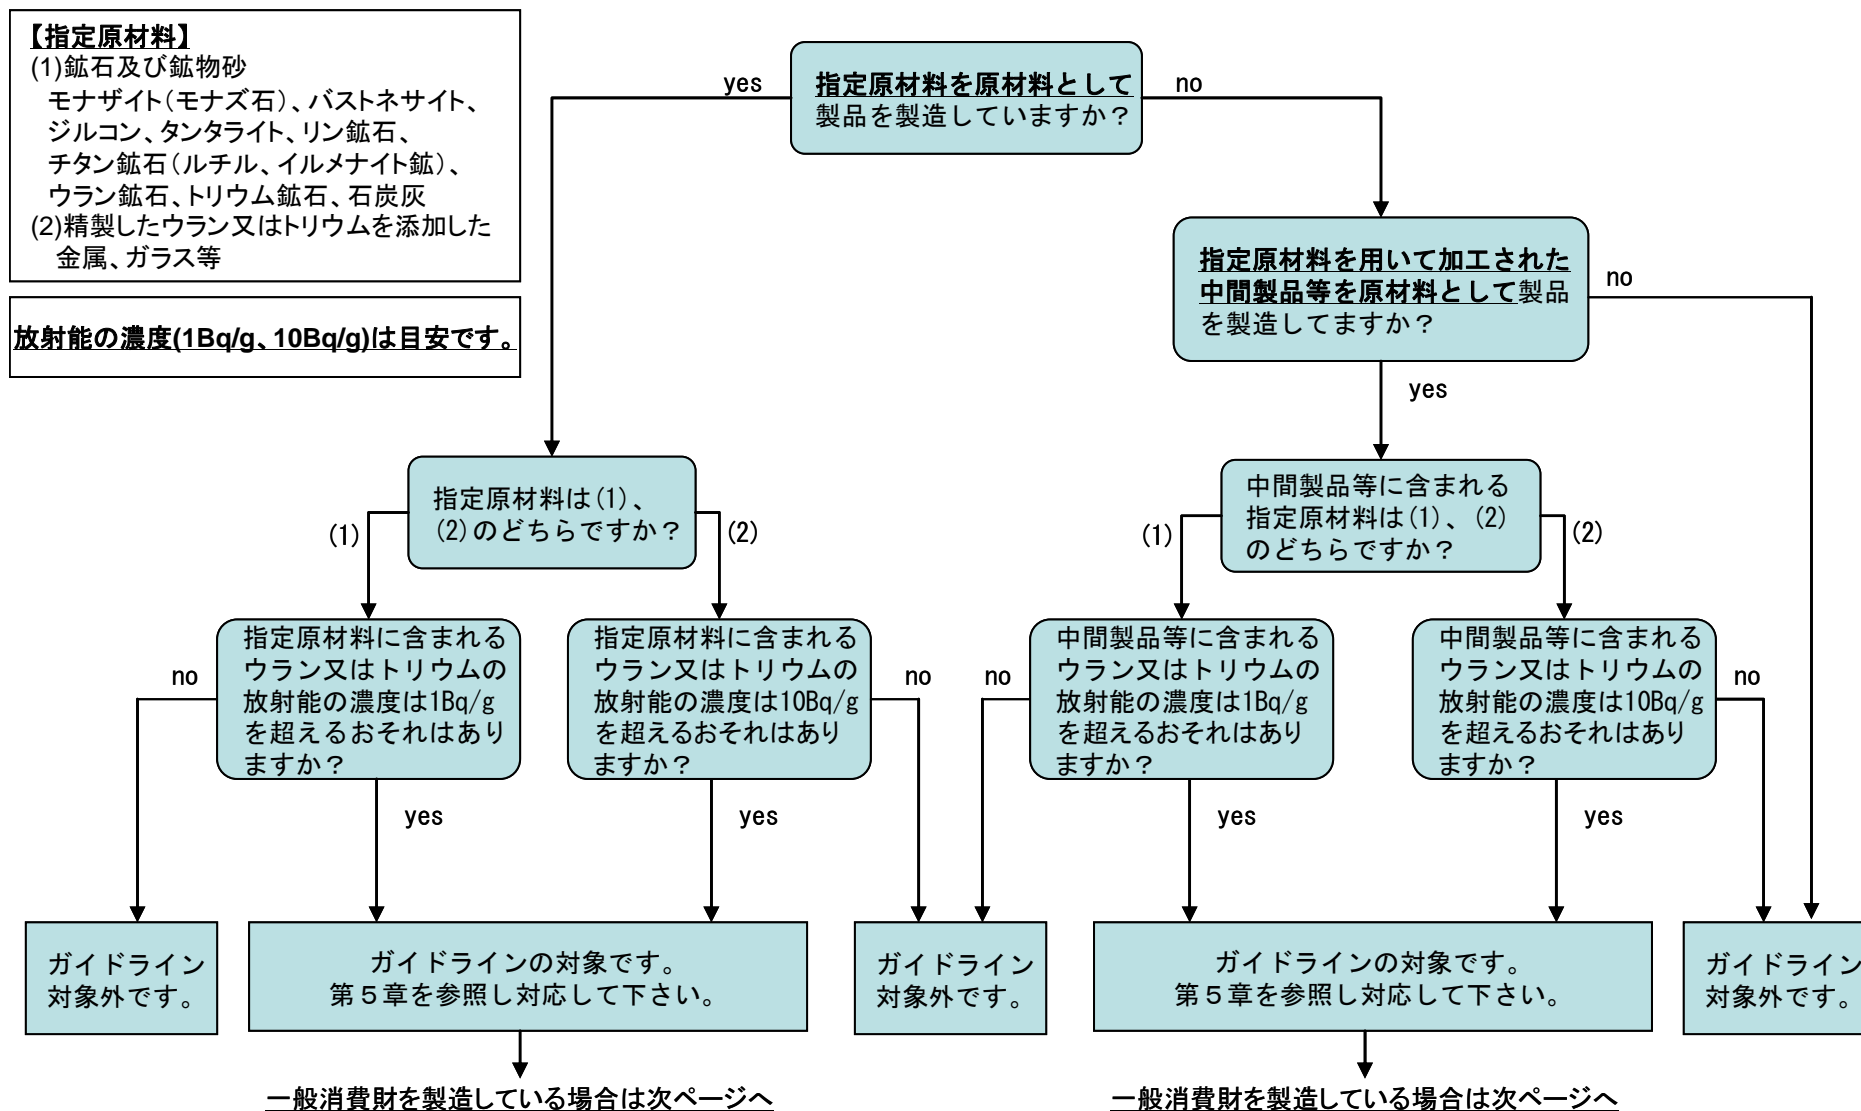 【指定原材料】
(1)鉱石及び鉱物砂
モナザイト(モナズ石)、バストネサイト、
ジルコン、タンタライト、リン鉱石、
チタン鉱石(ルチル、イルメナイト鉱)、
ウラン鉱石、トリウム鉱石、石炭灰
(2)精製したウラン又はトリウムを添加した
金属、ガラス等
放射能の濃度(1Bq/g、10Bq/g)は目安です。
yes
指定原材料を原材料として
製品を製造していますか？
no
指定原材料を用いて加工された
中間製品等を原材料として製品
を製造してますか？
no
yes
指定原材料は(1)、
(2)のどちらですか？
(1)
(2)
中間製品等に含まれる
指定原材料は(1)、(2)
のどちらですか？
(1)
(2)
no
指定原材料に含まれる
ウラン又はトリウムの
放射能の濃度は1Bq/g
を超えるおそれはあり
ますか？
yes
指定原材料に含まれる
ウラン又はトリウムの
放射能の濃度は10Bq/g
を超えるおそれはあり
ますか？
no
yes
no
中間製品等に含まれる
ウラン又はトリウムの
放射能の濃度は1Bq/g
を超えるおそれはあり
ますか？
yes
中間製品等に含まれる
ウラン又はトリウムの
放射能の濃度は10Bq/g
を超えるおそれはあり
ますか？
no
yes
ガイドライン
対象外です。
ガイドラインの対象です。
第５章を参照し対応して下さい。
ガイドライン
対象外です。
ガイドラインの対象です。
第５章を参照し対応して下さい。
ガイドライン
対象外です。
一般消費財を製造している場合は次ページへ
一般消費財を製造している場合は次ページへ